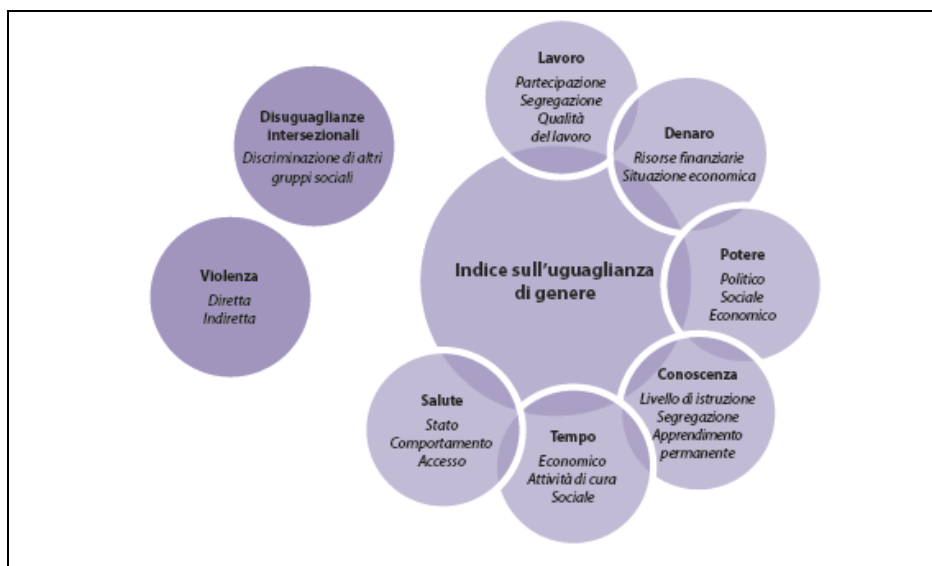 Lavoro
Partecipazione
Segregazione
Qualità
del lavoro
Denaro
Risorse finanziarie
Situazione economica
Potere
Politico
Sociale
Economico
Conoscenza
Livello di istruzione
Segregazione
Apprendimento
permanente
Tempo
Economico
Attività di cura
Sociale
Salute
Stato
Comportamento
Accesso
Indice sull'uguaglianza
di genere
Disuguaglianze
intersezionali
Discriminazione di altri
gruppi sociali
Violenza
Diretta
Indiretta